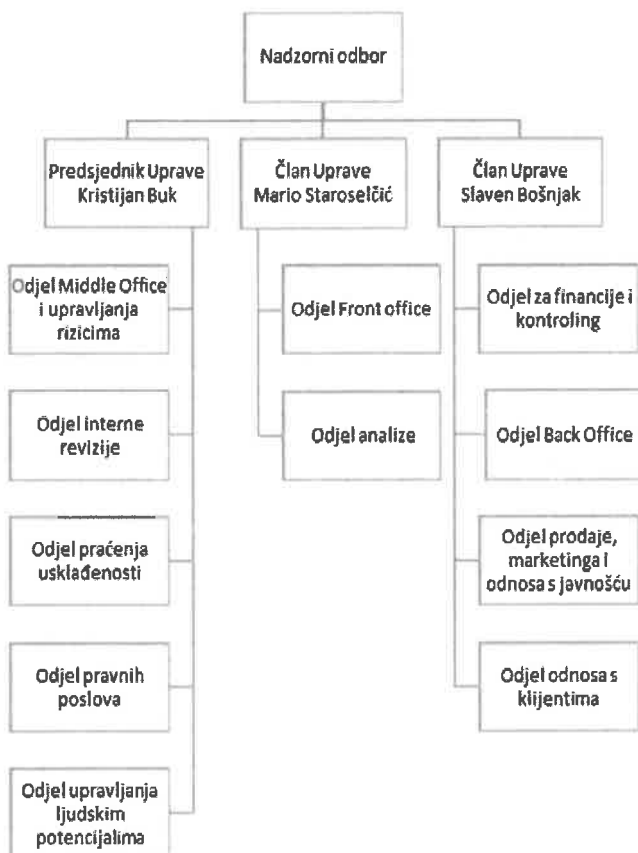 Nadzorni odbor
Predsjednik Uprave
Kristijan Buk
Član Uprave
Mario Staroselčić
Član Uprave
Slaven Bošnjak
Odjel Middle Office
i upravljanja
rizicima
Odjel interne
revizije
Odjel praćenja
usklađenosti
Odjel pravnih
poslova
Odjel upravljanja
ljudskim
potencijalima
Odjel Front office
Odjel analize
Odjel za financije i
kontroling
Odjel Back Office
Odjel prodaje,
marketinga i
odnosa s javnošću
Odjel odnosa s
klijentima